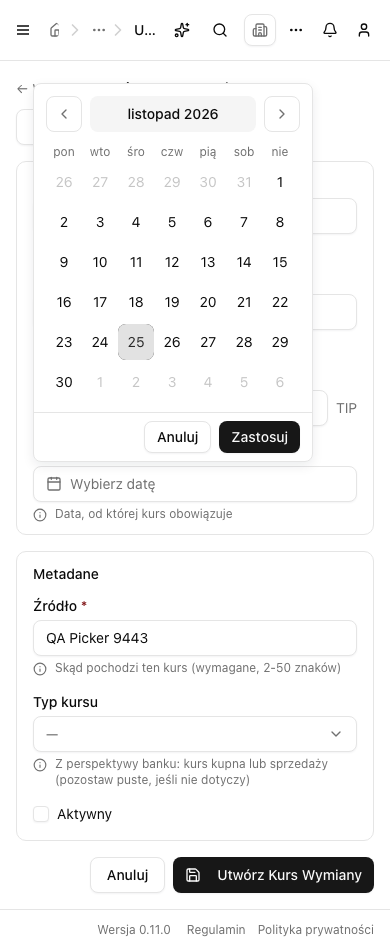 U...
listopad 2026
pon wto śro czw pią sob nie
26 27 28 29 30 31 1
2 3 4 5 6 7 8
9 10 11 12 13 14 15
16 17 18 19 20 21 22
23 24 25 26 27 28 29
30 1 2 3 4 5 6
TIP
Anuluj Zastosuj
Wybierz datę
Data, od której kurs obowiązuje
Metadane
Źródło *
QA Picker 9443
Skąd pochodzi ten kurs (wymagane, 2-50 znaków)
Typ kursu
—
Z perspektywy banku: kurs kupna lub sprzedaży
(pozostaw puste, jeśli nie dotyczy)
Aktywny
Anuluj Utwórz Kurs Wymiany
Wersja 0.11.0 Regulamin Polityka prywatności